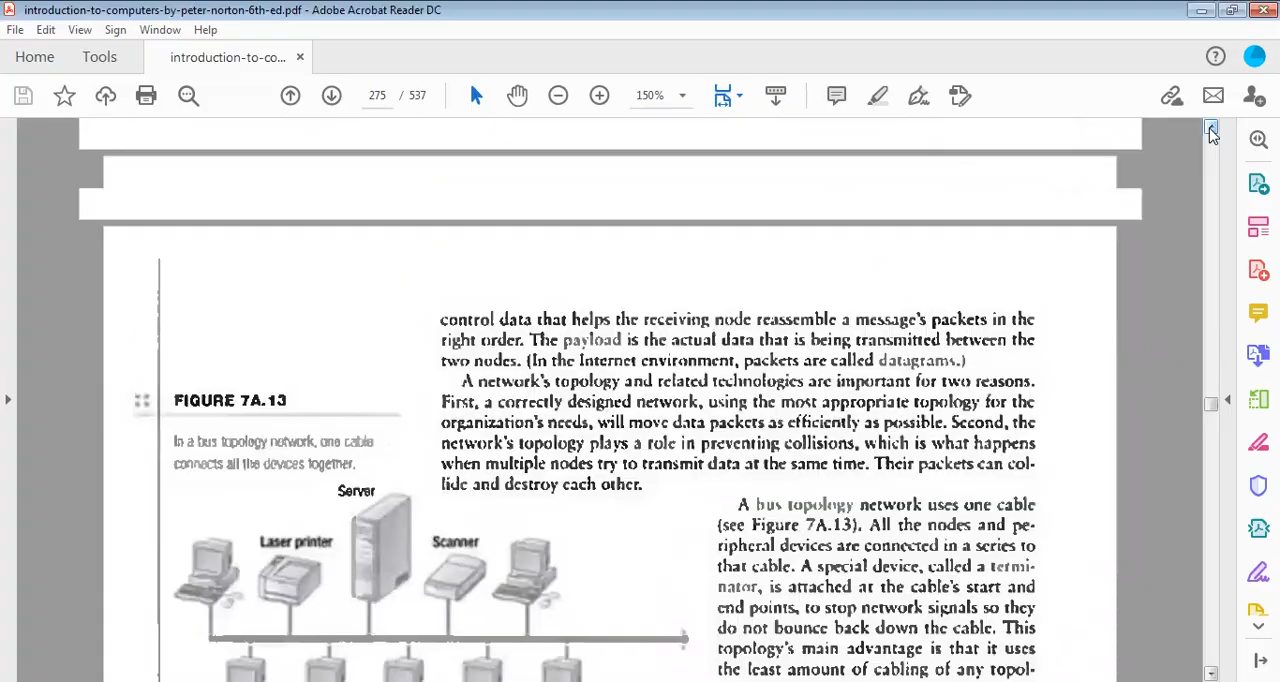 introduction-to-computers-by-peter-norton-6th-ed.pdf - Adobe Acrobat Reader DC
File Edit View Sign Window Help
Home Tools introduction-to-co... ×
275 / 537 150%
control data that helps the receiving node reassemble a message's packets in the
right order. The payload is the actual data that is being transmitted between the
two nodes. (In the Internet environment, packets are called datagrams.)
A network's topology and related technologies are important for two reasons.
First, a correctly designed network, using the most appropriate topology for the
organization's needs, will move data packets as efficiently as possible. Second, the
network's topology plays a role in preventing collisions, which is what happens
when multiple nodes try to transmit data at the same time. Their packets can col-
lide and destroy each other.
FIGURE 7A.13
In a bus topology network, one cable
connects all the devices together.
Server
Laser printer
Scanner
A bus topology network uses one cable
(see Figure 7A.13). All the nodes and pe-
ripheral devices are connected in a series to
that cable. A special device, called a termi-
nator, is attached at the cable's start and
end points, to stop network signals so they
do not bounce back down the cable. This
topology's main advantage is that it uses
the least amount of cabling of any topol-